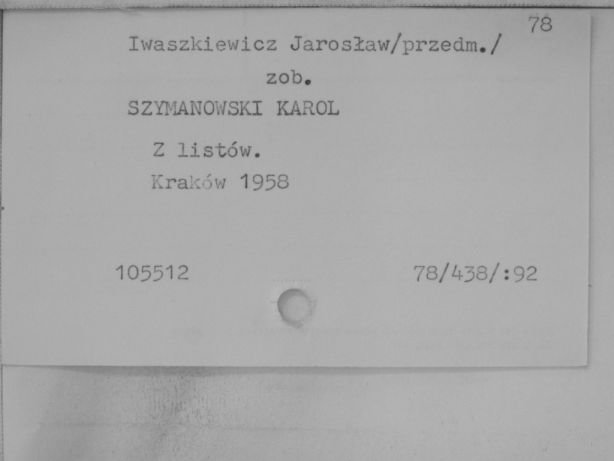 78
Iwaszkiewicz Jarosław/przedm./
zob.
SZYMANOWSKI KAROL
Z listów.
Kraków 1958
105512 78/438/:92